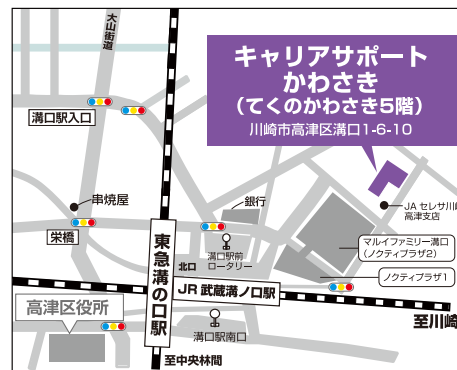 大山街道
キャリアサポート
かわさき
（てくのかわさき5階）
川崎市高津区溝口1-6-10
溝口駅入口
串焼屋
銀行
JA セレサ川崎
高津支店
栄橋
東急溝の口駅
北口
溝口駅前
ロータリー
マルイファミリー溝口
（ノクティプラザ2）
ノクティプラザ1
JR 武蔵溝ノ口駅
至川崎
高津区役所
溝口駅南口
至中央林間